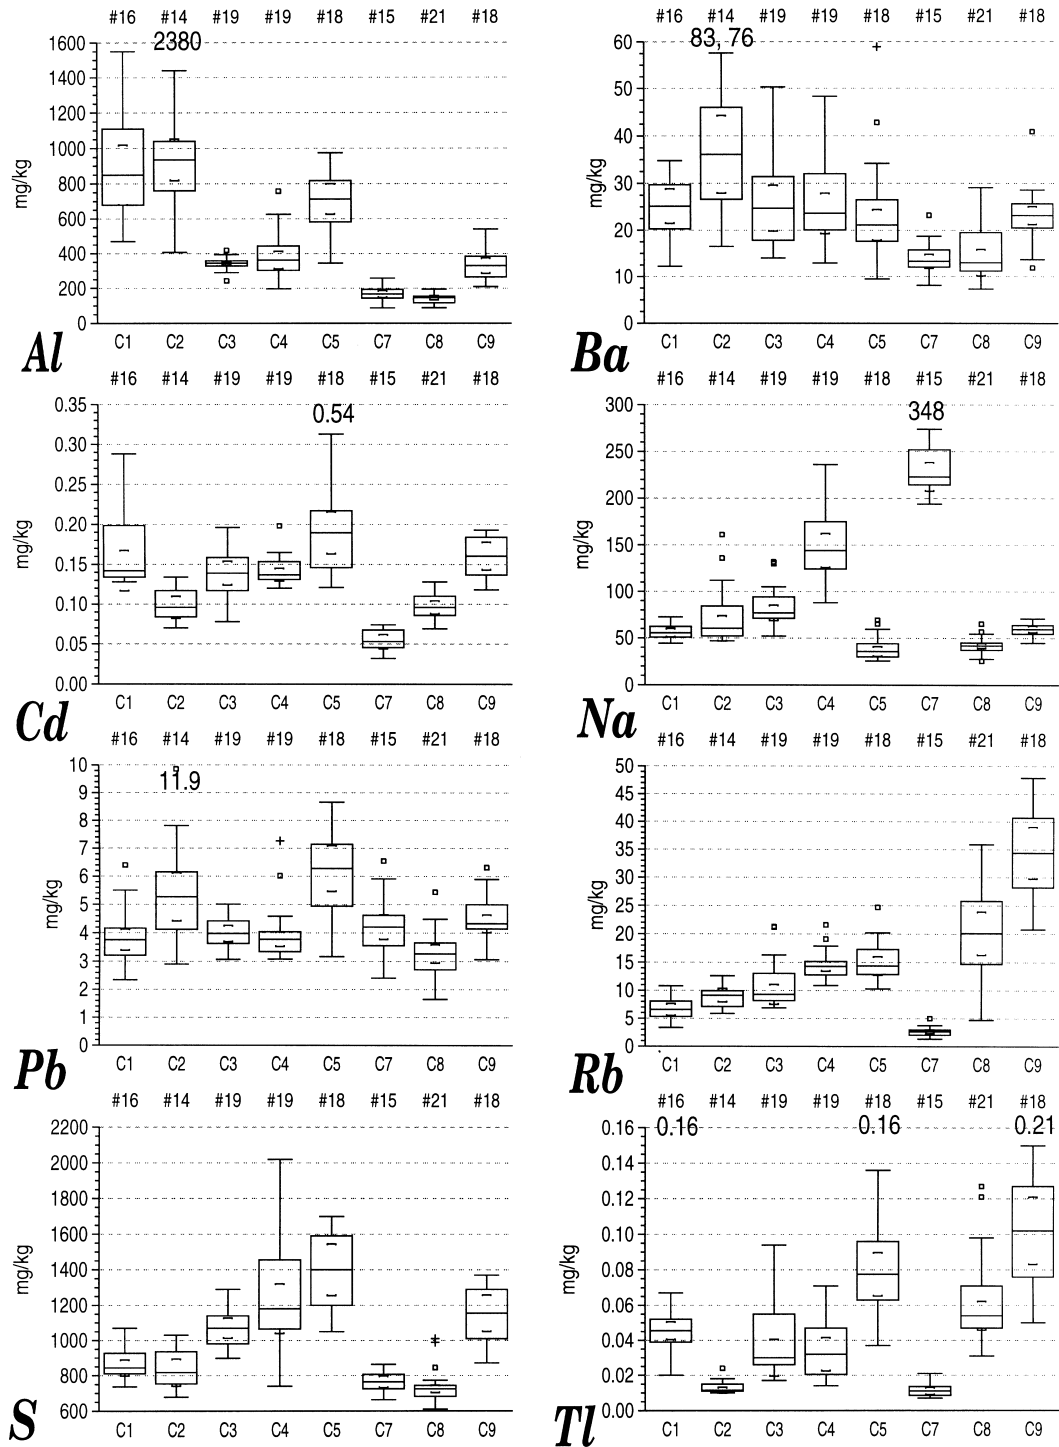 #16 #14 #19 #19 #18 #15 #21 #18
2380
1600
1400
1200
1000
800
600
400
200
0
mg/kg
C1 C2 C3 C4 C5 C7 C8 C9
Al
#16 #14 #19 #19 #18 #15 #21 #18
83, 76
60
50
40
30
20
10
0
mg/kg
C1 C2 C3 C4 C5 C7 C8 C9
Ba
#16 #14 #19 #19 #18 #15 #21 #18
0.54
0.35
0.30
0.25
0.20
0.15
0.10
0.05
0.00
mg/kg
C1 C2 C3 C4 C5 C7 C8 C9
Cd
#16 #14 #19 #19 #18 #15 #21 #18
348
300
250
200
150
100
50
0
mg/kg
C1 C2 C3 C4 C5 C7 C8 C9
Na
#16 #14 #19 #19 #18 #15 #21 #18
11.9
10
9
8
7
6
5
4
3
2
1
0
mg/kg
C1 C2 C3 C4 C5 C7 C8 C9
Pb
#16 #14 #19 #19 #18 #15 #21 #18
50
45
40
35
30
25
20
15
10
5
0
mg/kg
C1 C2 C3 C4 C5 C7 C8 C9
Rb
#16 #14 #19 #19 #18 #15 #21 #18
2200
2000
1800
1600
1400
1200
1000
800
600
mg/kg
C1 C2 C3 C4 C5 C7 C8 C9
S
#16 #14 #19 #19 #18 #15 #21 #18
0.16 0.16 0.21
0.16
0.14
0.12
0.10
0.08
0.06
0.04
0.02
0.00
mg/kg
C1 C2 C3 C4 C5 C7 C8 C9
Tl